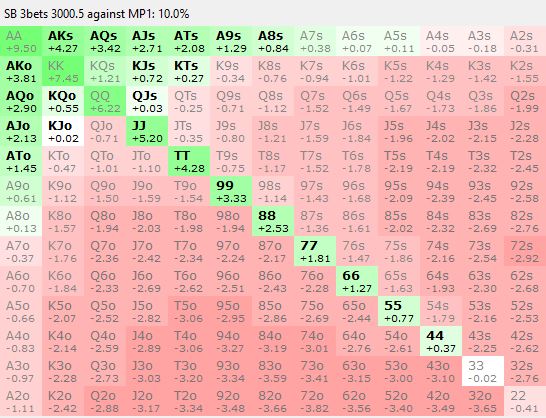 SB 3bets 3000.5 against MP1: 10.0%
AA AKs AQs AJs ATs A9s A8s A7s A6s A5s A4s A3s A2s
+9.50 +4.27 +3.42 +2.71 +2.08 +1.29 +0.84 +0.38 +0.07 +0.11 -0.05 -0.18 -0.31
AKo KK KQs KJs KTs K9s K8s K7s K6s K5s K4s K3s K2s
+3.81 +7.45 +1.21 +0.72 +0.27 -0.34 -0.76 -0.94 -1.01 -1.22 -1.29 -1.42 -1.55
AQo KQo QQ QJs QTs Q9s Q8s Q7s Q6s Q5s Q4s Q3s Q2s
+2.90 +0.55 +6.22 +0.03 -0.25 -0.71 -1.12 -1.52 -1.49 -1.67 -1.73 -1.86 -1.99
AJo KJo QJo JJ JTs J9s J8s J7s J6s J5s J4s J3s J2s
+2.13 +0.02 -0.71 +5.20 -0.35 -0.80 -1.21 -1.59 -1.84 -1.96 -2.02 -2.15 -2.28
ATo KTo QTo JTo TT T9s T8s T7s T6s T5s T4s T3s T2s
+1.45 -0.47 -1.01 -1.10 +4.28 -0.75 -1.17 -1.52 -1.78 -2.19 -2.19 -2.32 -2.45
A9o K9o Q9o J9o T9o 99 98s 97s 96s 95s 94s 93s 92s
+0.61 -1.12 -1.50 -1.59 -1.54 +3.33 -1.14 -1.43 -1.68 -2.09 -2.39 -2.45 -2.58
A8o K8o Q8o J8o T8o 98o 88 87s 86s 85s 84s 83s 82s
+0.13 -1.57 -1.94 -2.03 -1.98 -1.94 +2.53 -1.36 -1.61 -2.02 -2.32 -2.62 -2.76
A7o K7o Q7o J7o T7o 97o 87o 77 76s 75s 74s 73s 72s
-0.37 -1.76 -2.36 -2.42 -2.34 -2.24 -2.17 +1.81 -1.47 -1.86 -2.16 -2.54 -2.92
A6o K6o Q6o J6o T6o 96o 86o 76o 66 65s 64s 63s 62s
-0.70 -1.84 -2.33 -2.69 -2.62 -2.51 -2.43 -2.28 +1.27 -1.63 -1.93 -2.30 -2.68
A5o K5o Q5o J5o T5o 95o 85o 75o 65o 55 54s 53s 52s
-0.66 -2.07 -2.52 -2.82 -3.06 -2.95 -2.86 -2.69 -2.44 +0.77 -1.79 -2.16 -2.53
A4o K4o Q4o J4o T4o 94o 84o 74o 64o 54o 44 43s 42s
-0.83 -2.14 -2.59 -2.89 -3.06 -3.27 -3.19 -3.01 -2.76 -2.61 +0.37 -2.25 -2.62
A3o K3o Q3o J3o T3o 93o 83o 73o 63o 53o 43o 33 32s
-0.97 -2.28 -2.73 -3.03 -3.20 -3.34 -3.59 -3.41 -3.15 -3.00 -3.10 -0.02 -2.76
A2o K2o Q2o J2o T2o 92o 82o 72o 62o 52o 42o 32o 22
-1.11 -2.42 -2.88 -3.17 -3.34 -3.48 -3.66 -3.82 -3.56 -3.40 -3.49 -3.65 -0.41